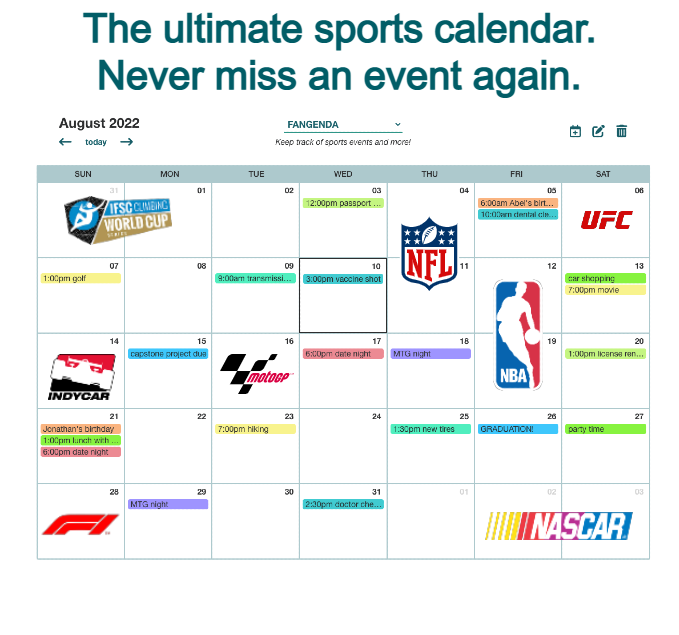 The ultimate sports calendar.
Never miss an event again.
August 2022
FANGENDA
today
Keep track of sports events and more!
SUN MON TUE WED THU FRI SAT
31 01 02 03 04 05 06
IFSC CLIMBING
WORLD CUP
12:00pm passport ...
6:00am Abel's birt...
10:00am dental cle...
UFC
NFL
07 08 09 10 11 12 13
1:00pm golf
9:00am transmissi...
3:00pm vaccine shot
car shopping
7:00pm movie
NBA
14 15 16 17 18 19 20
INDYCAR
capstone project due
motogp
6:00pm date night
MTG night
1:00pm license ren...
21 22 23 24 25 26 27
Jonathan's birthday
1:00pm lunch with ...
6:00pm date night
7:00pm hiking
1:30pm new tires
GRADUATION!
party time
28 29 30 31 01 02 03
F1
MTG night
2:30pm doctor che...
NASCAR